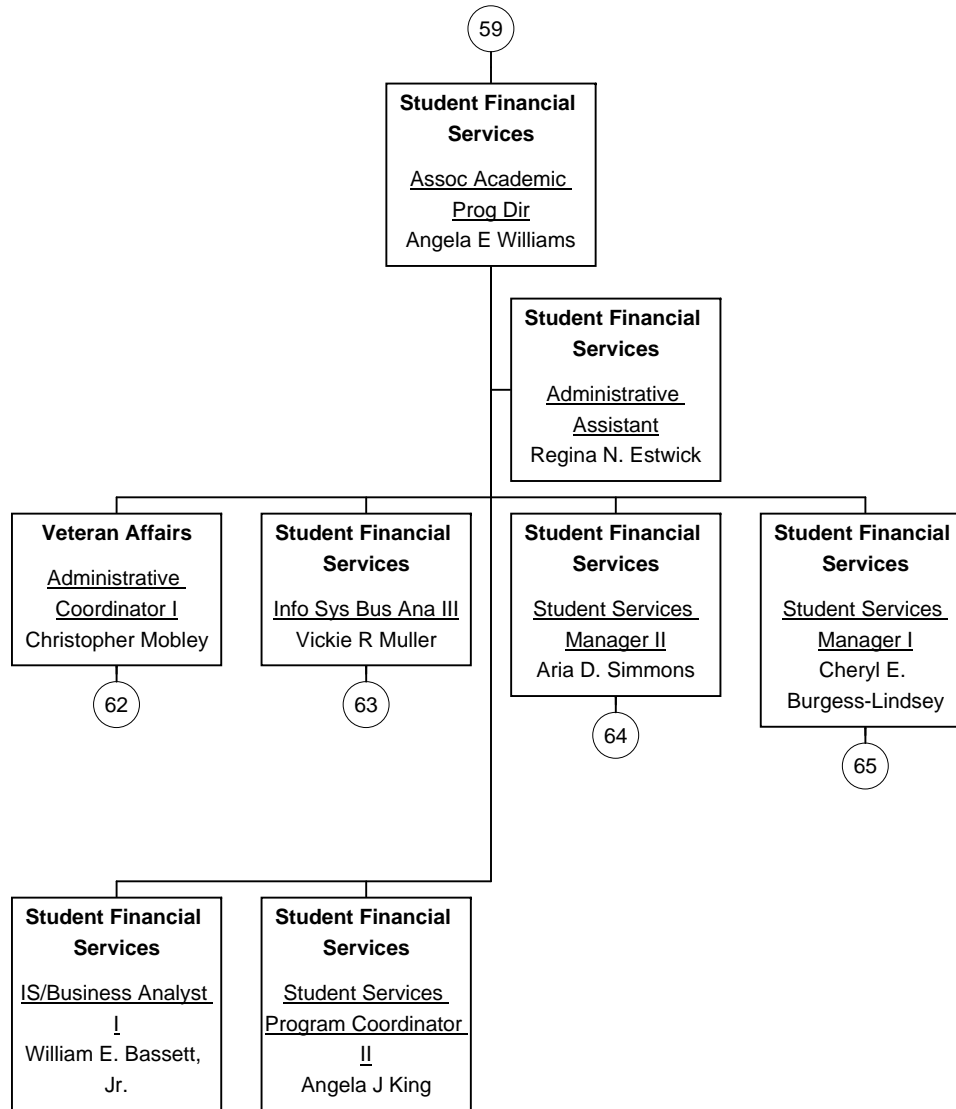 59
Student Financial
Services
Assoc Academic
Prog Dir
Angela E Williams
Student Financial
Services
Administrative
Assistant
Regina N. Estwick
Veteran Affairs
Administrative
Coordinator I
Christopher Mobley
62
Student Financial
Services
Info Sys Bus Ana III
Vickie R Muller
63
Student Financial
Services
Student Services
Manager II
Aria D. Simmons
64
Student Financial
Services
Student Services
Manager I
Cheryl E.
Burgess-Lindsey
65
Student Financial
Services
IS/Business Analyst
I
William E. Bassett,
Jr.
Student Financial
Services
Student Services
Program Coordinator
II
Angela J King